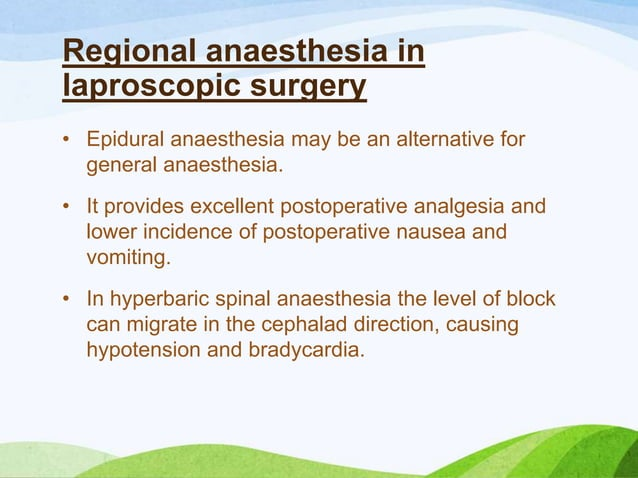 Regional anaesthesia in
laproscopic surgery
• Epidural anaesthesia may be an alternative for
general anaesthesia.
• It provides excellent postoperative analgesia and
lower incidence of postoperative nausea and
vomiting.
• In hyperbaric spinal anaesthesia the level of block
can migrate in the cephalad direction, causing
hypotension and bradycardia.